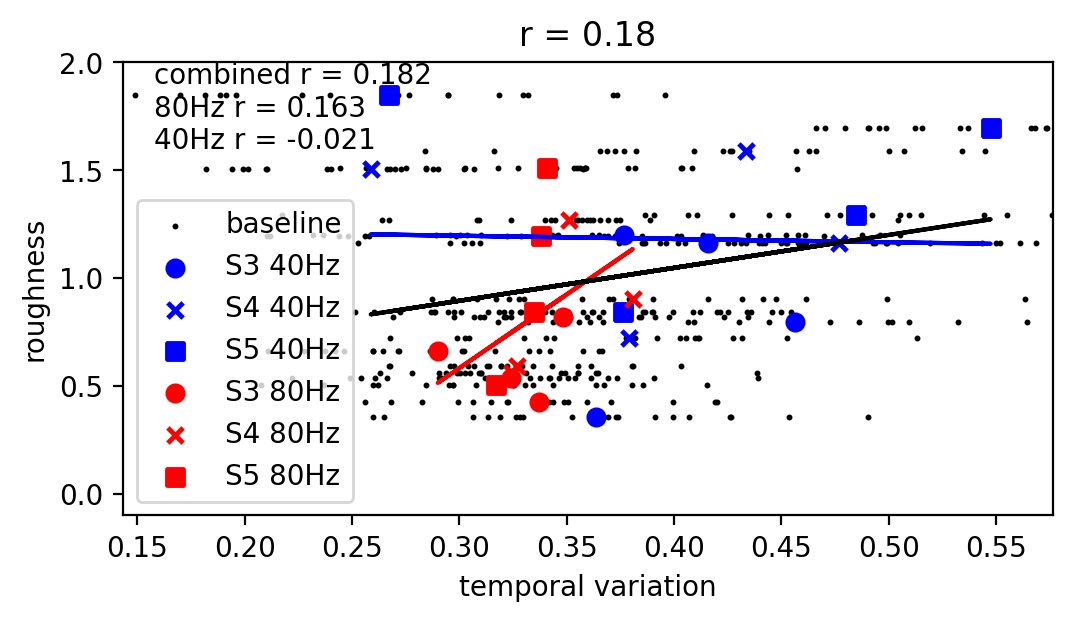 r = 0.18
combined r = 0.182
80Hz r = 0.163
40Hz r = -0.021
baseline
S3 40Hz
S4 40Hz
S5 40Hz
S3 80Hz
S4 80Hz
S5 80Hz
roughness
2.0
1.5
1.0
0.5
0.0
0.15 0.20 0.25 0.30 0.35 0.40 0.45 0.50 0.55
temporal variation